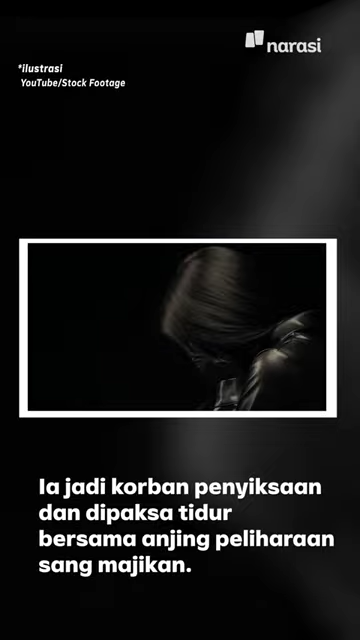 narasi
*ilustrasi
YouTube/Stock Footage
Ia jadi korban penyiksaan
dan dipaksa tidur
bersama anjing peliharaan
sang majikan.